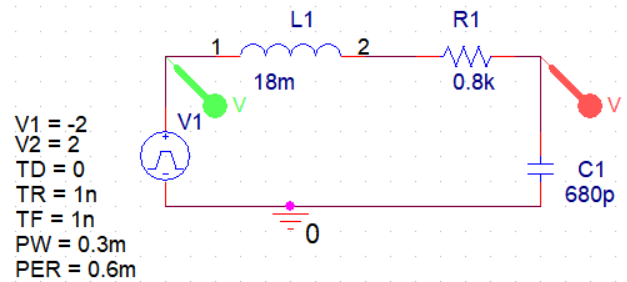 L1
R1
1
2
V
18m
0.8k
V
V1
V1 = -2
V2 = 2
TD = 0
TR = 1n
TF = 1n
PW = 0.3m
PER = 0.6m
C1
680p
0